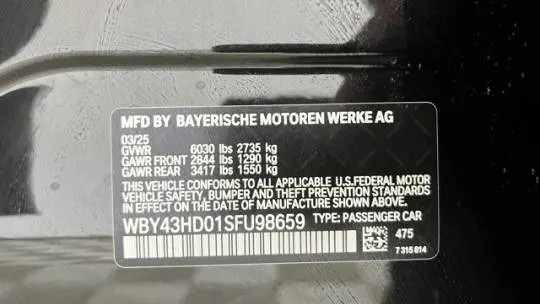 MFD BY BAYERISCHE MOTOREN WERKE AG
03/25
GVWR 6030 lbs 2735 kg
GAWR FRONT 2844 lbs 1290 kg
GAWR REAR 3417 lbs 1550 kg
THIS VEHICLE CONFORMS TO ALL APPLICABLE U.S.FEDERAL MOTOR
VEHICLE SAFETY, BUMPER AND THEFT PREVENTION STANDARDS
IN EFFECT ON THE DATE OF MANUFACTURE SHOWN ABOVE.
WBY43HD01SFU98659 TYPE: PASSENGER CAR
475
7 315 814